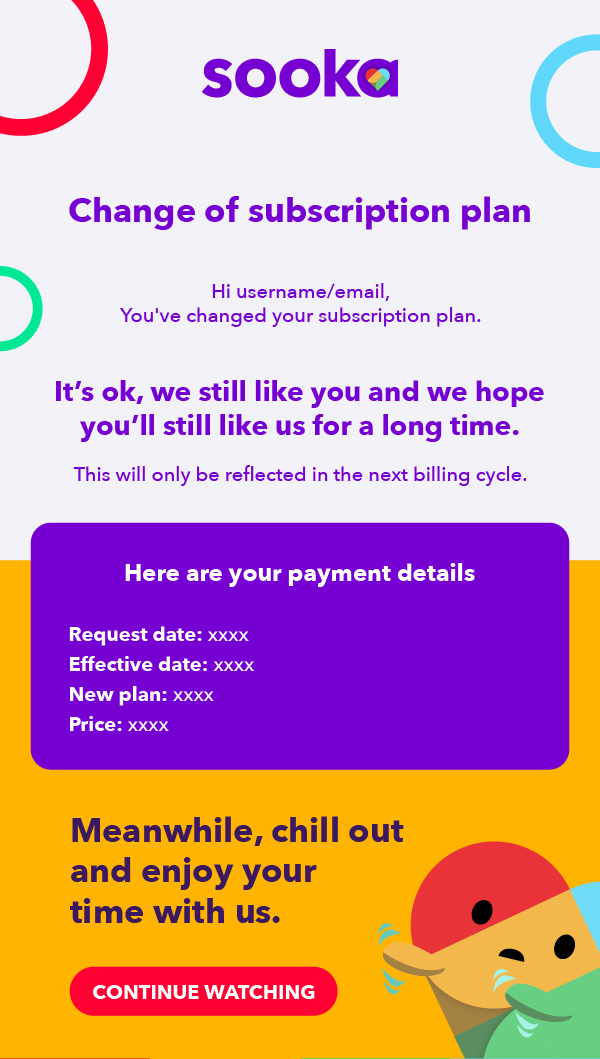 sooka
Change of subscription plan
Hi username/email,
You've changed your subscription plan.
It’s ok, we still like you and we hope
you’ll still like us for a long time.
This will only be reflected in the next billing cycle.
Here are your payment details
Request date: xxxx
Effective date: xxxx
New plan: xxxx
Price: xxxx
Meanwhile, chill out
and enjoy your
time with us.
CONTINUE WATCHING